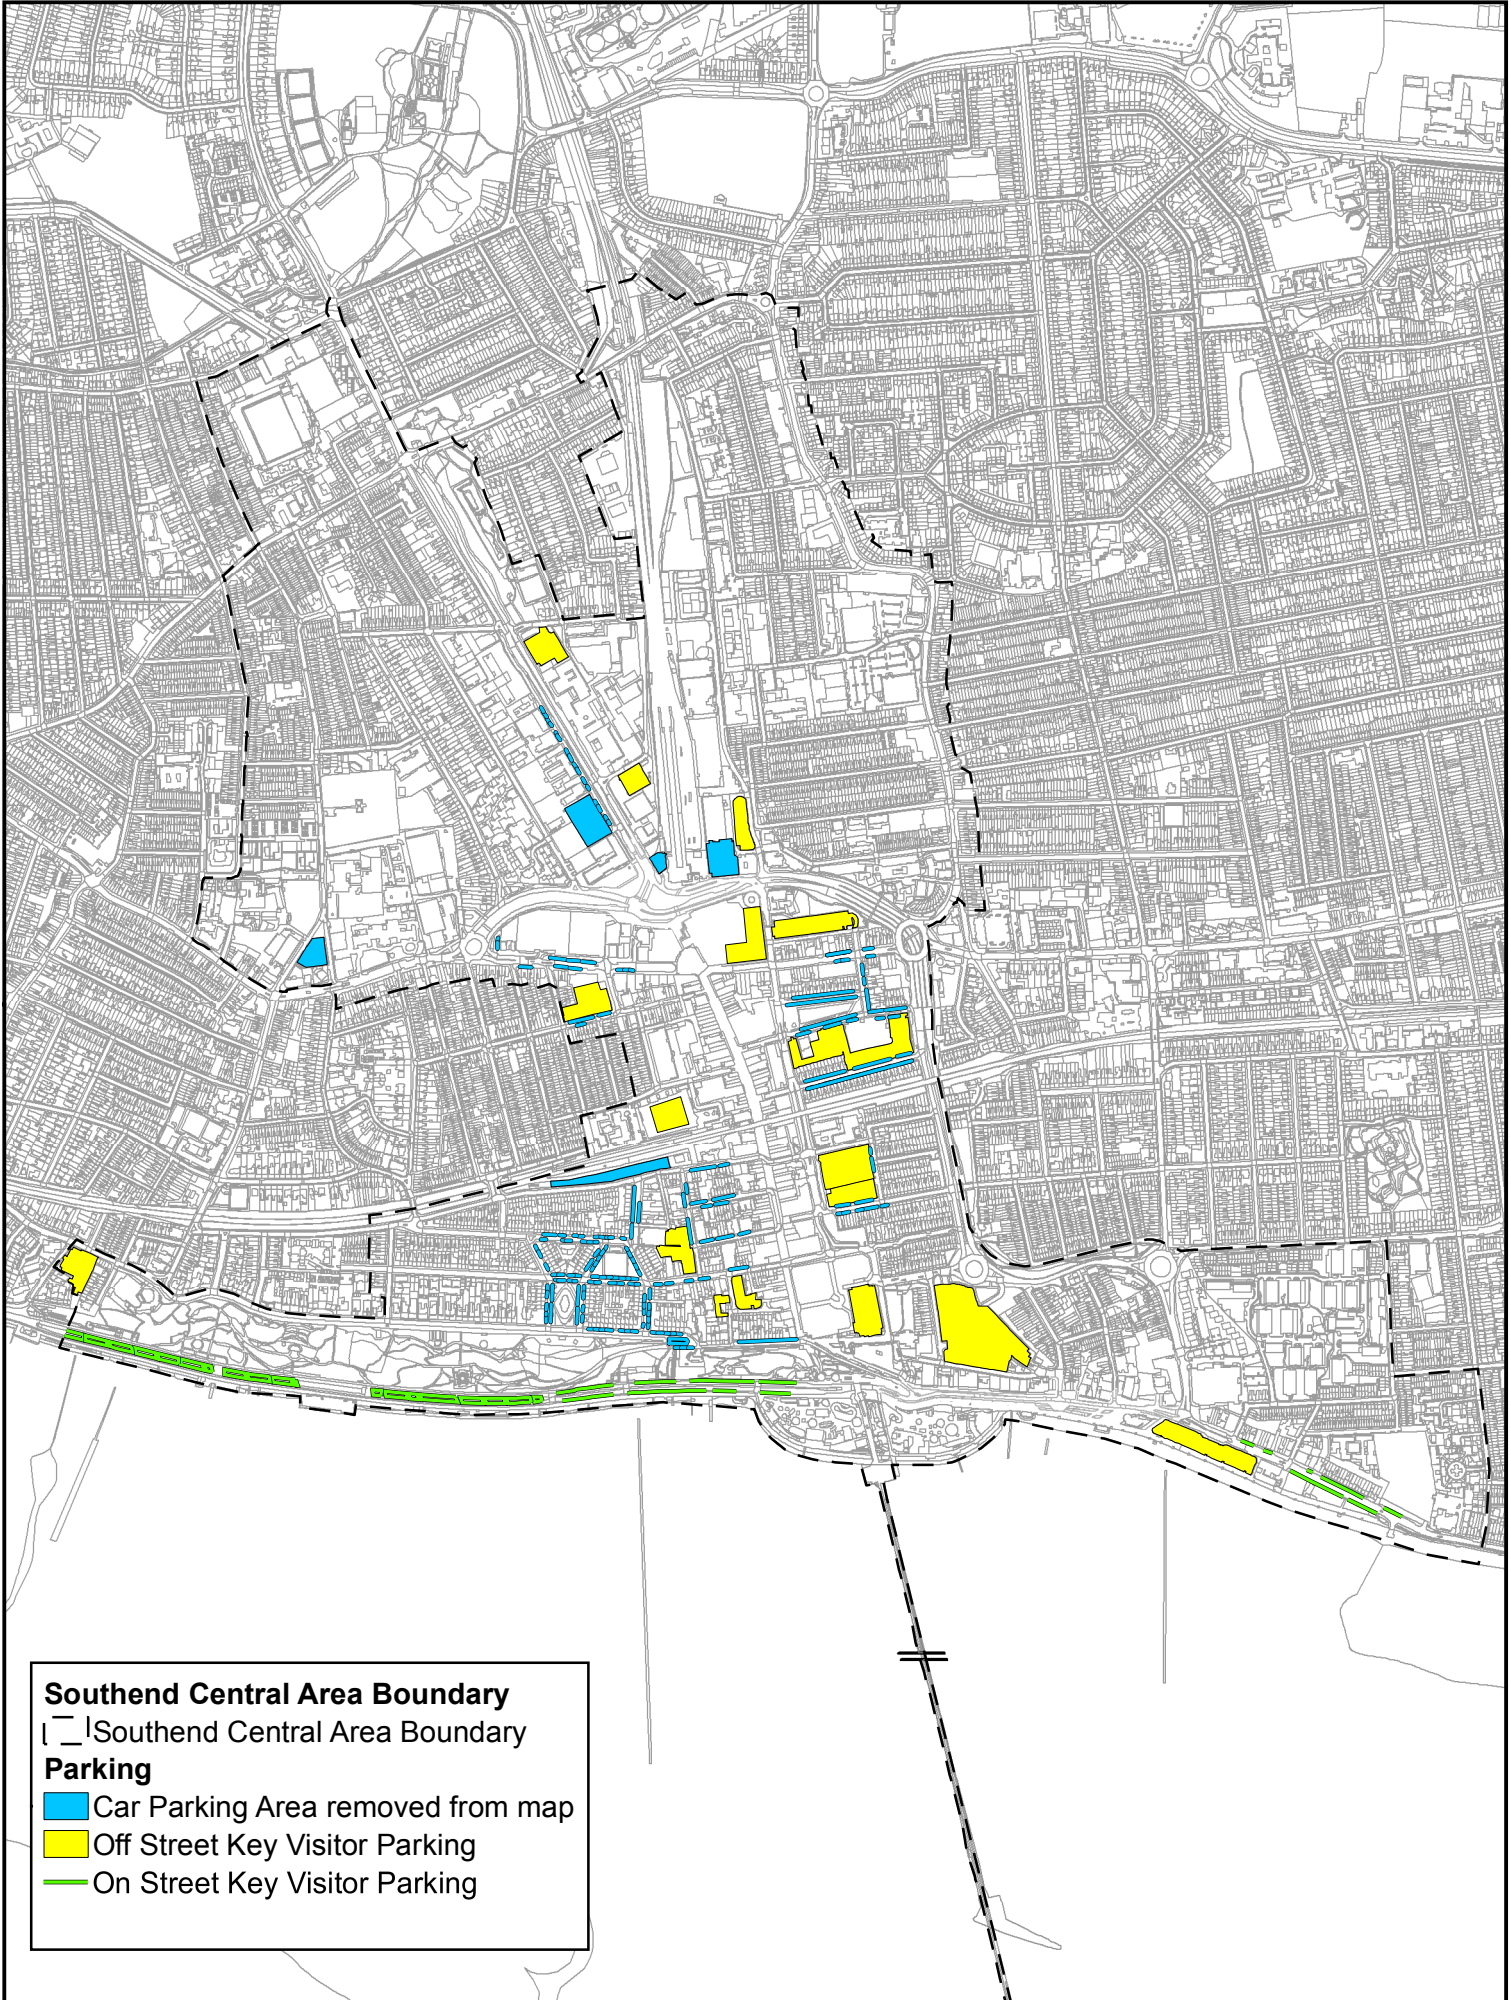 Southend Central Area Boundary
Southend Central Area Boundary
Parking
Car Parking Area removed from map
Off Street Key Visitor Parking
On Street Key Visitor Parking